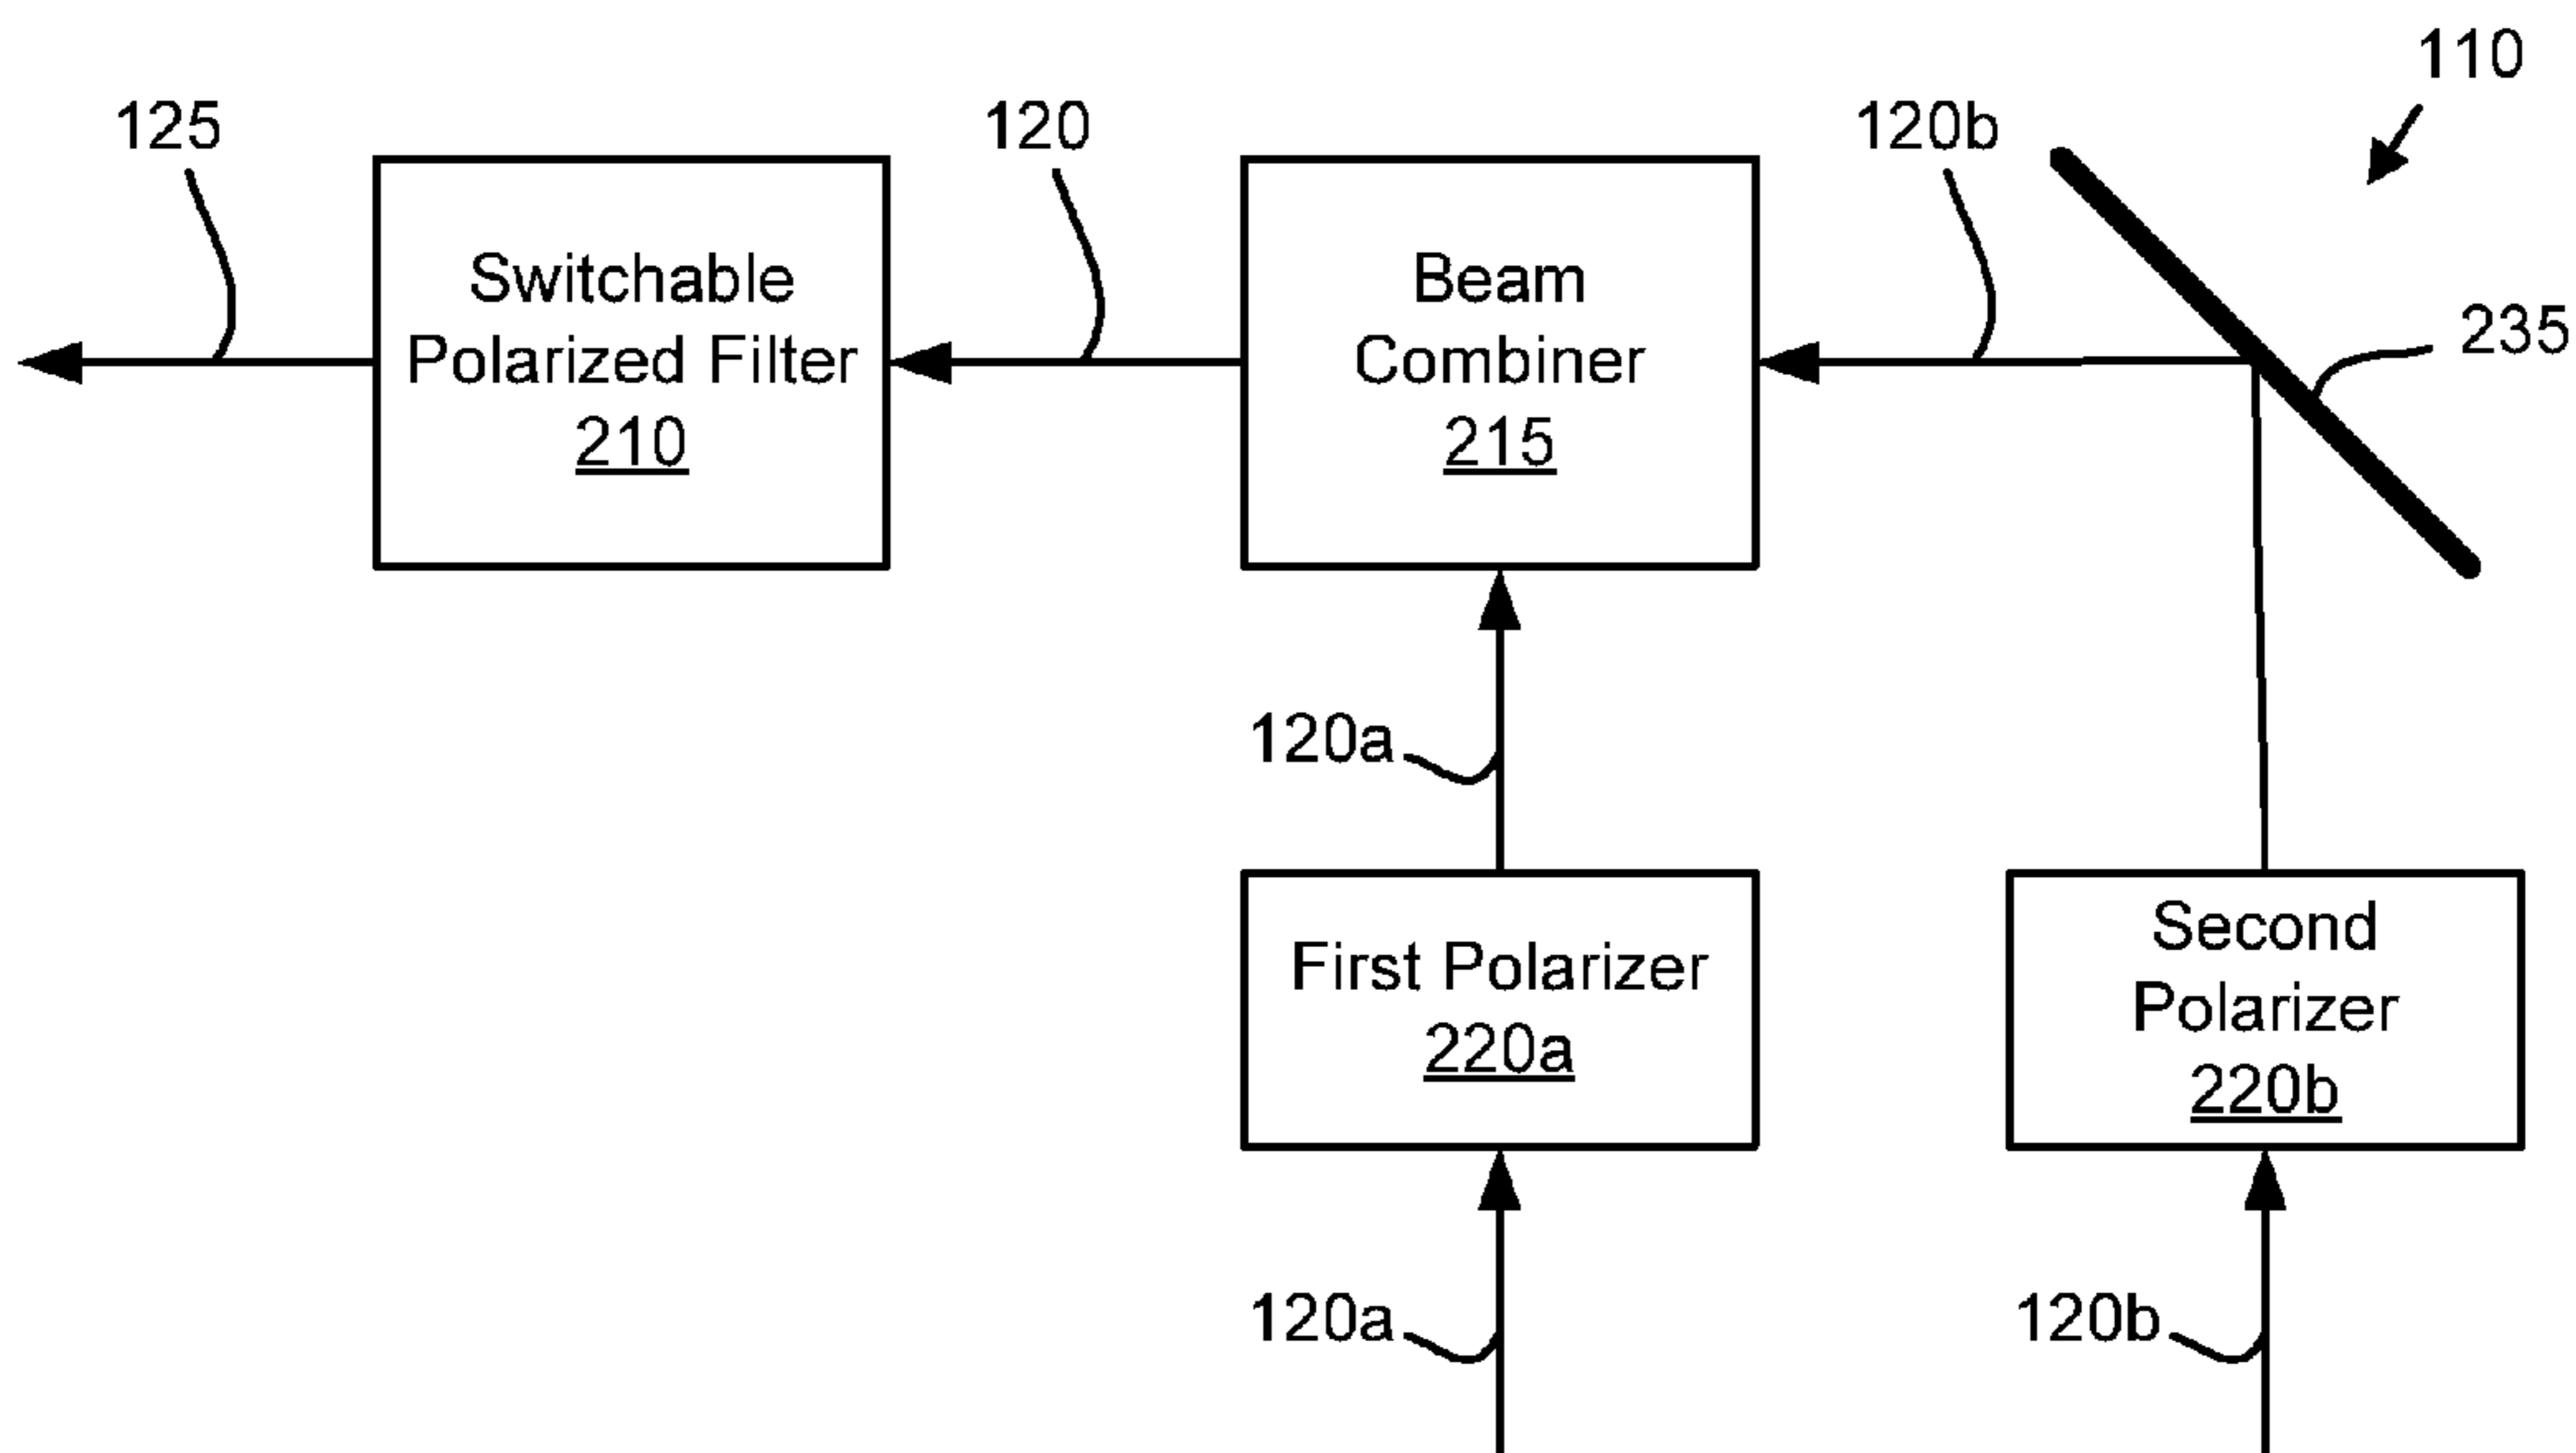 110
125
120
120b
Switchable
Polarized Filter
210
Beam
Combiner
215
235
120a
First Polarizer
220a
Second
Polarizer
220b
120a
120b